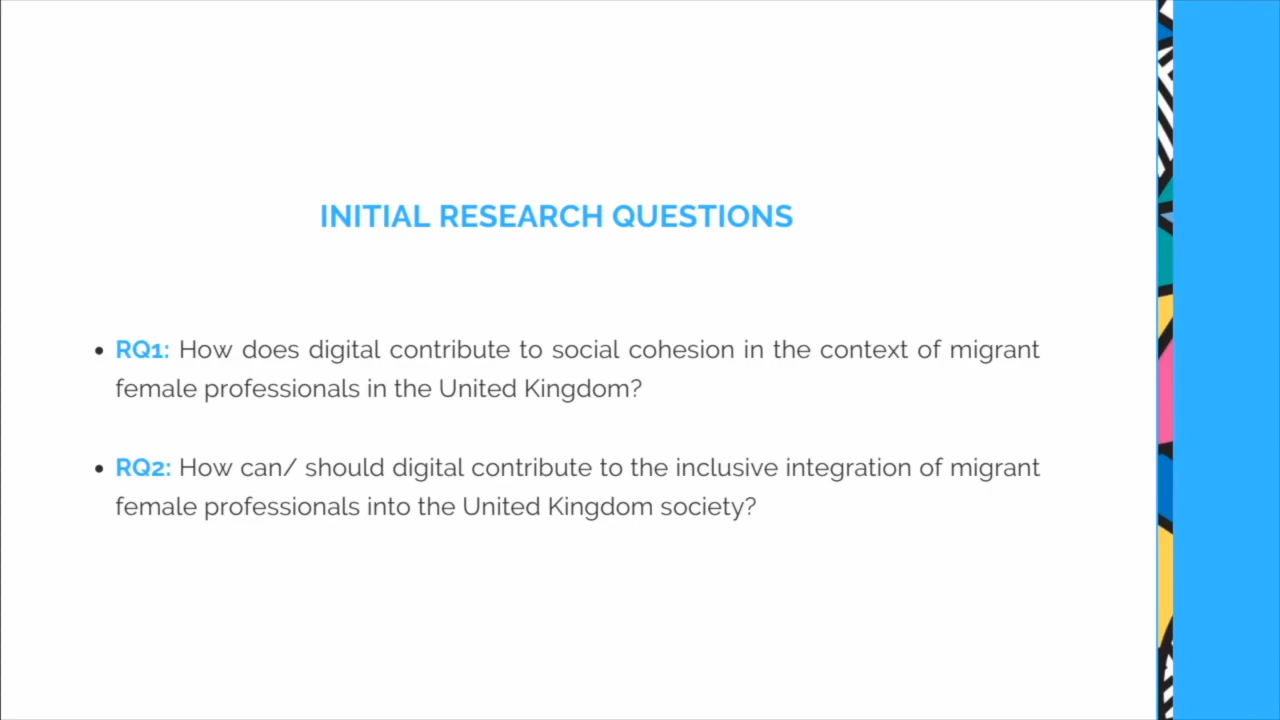 INITIAL RESEARCH QUESTIONS
• RQ1: How does digital contribute to social cohesion in the context of migrant
female professionals in the United Kingdom?
• RQ2: How can/ should digital contribute to the inclusive integration of migrant
female professionals into the United Kingdom society?